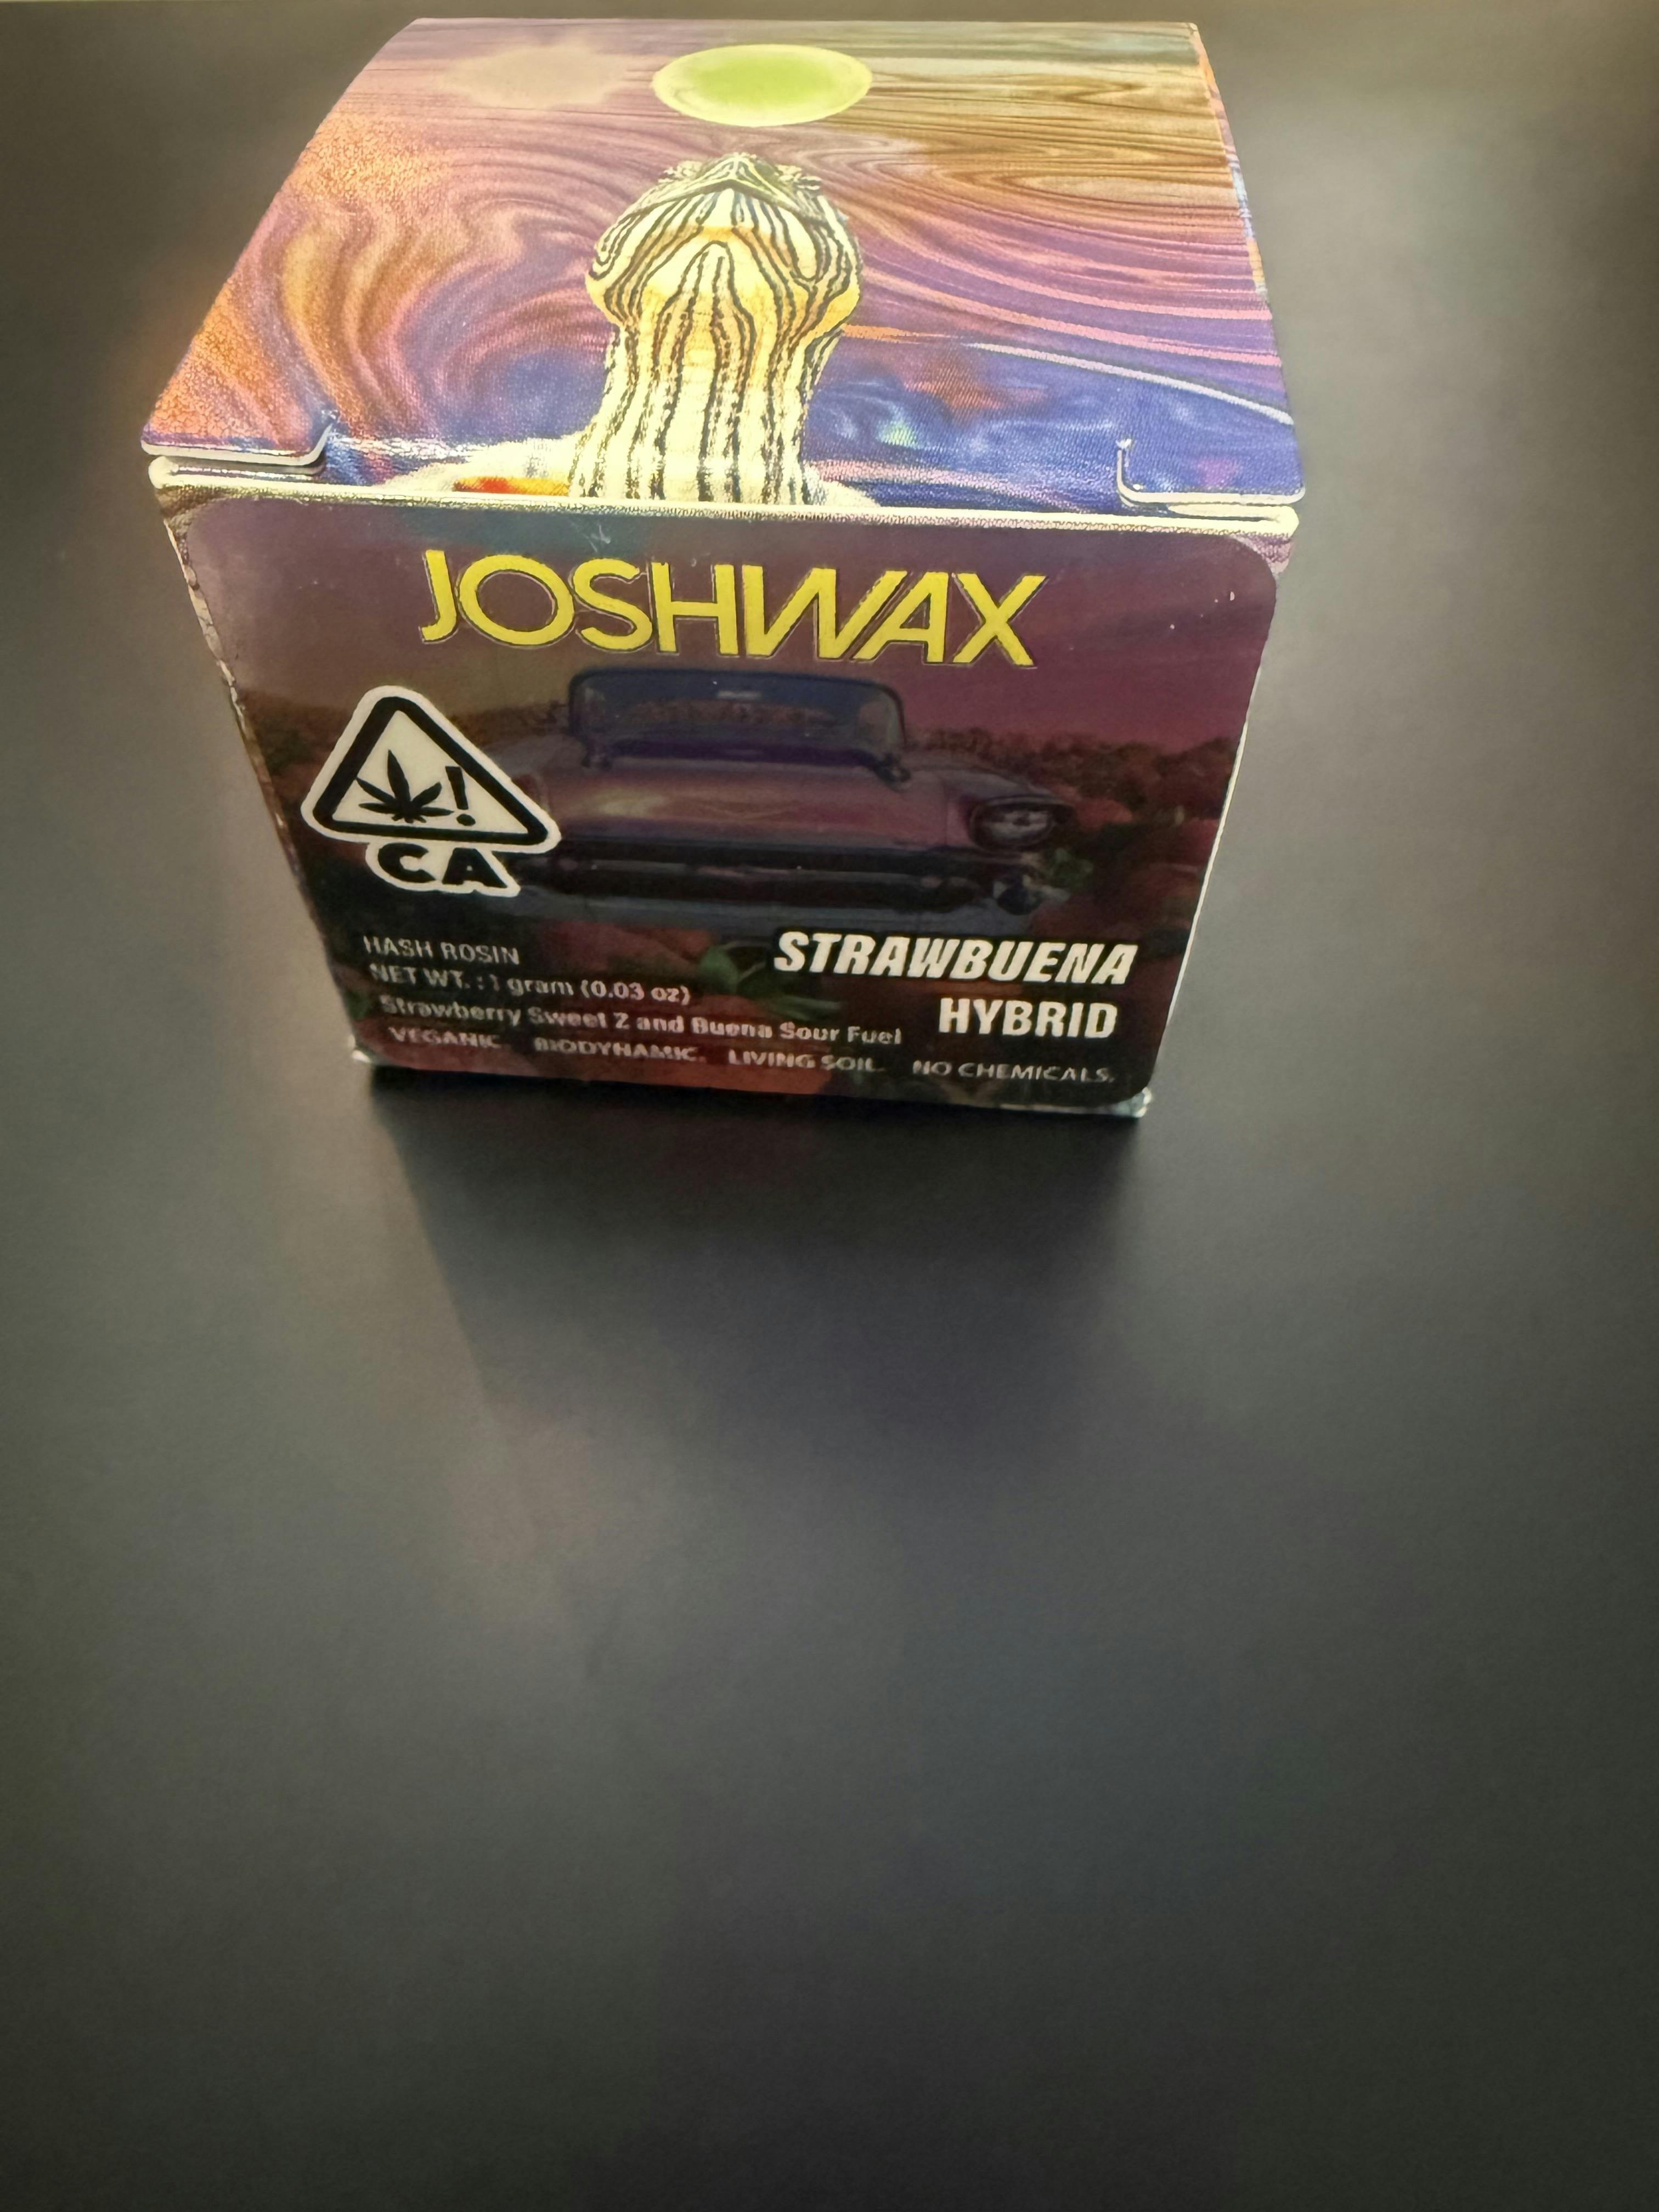 JOSHWAX
CA
HASH ROSIN
NET WT. : 1 gram (0.03 oz)
Strawberry Sweet Z and Buena Sour Fuel
VEGANIC. BIODYNAMIC. LIVING SOIL. NO CHEMICALS.
STRAWBUENA
HYBRID